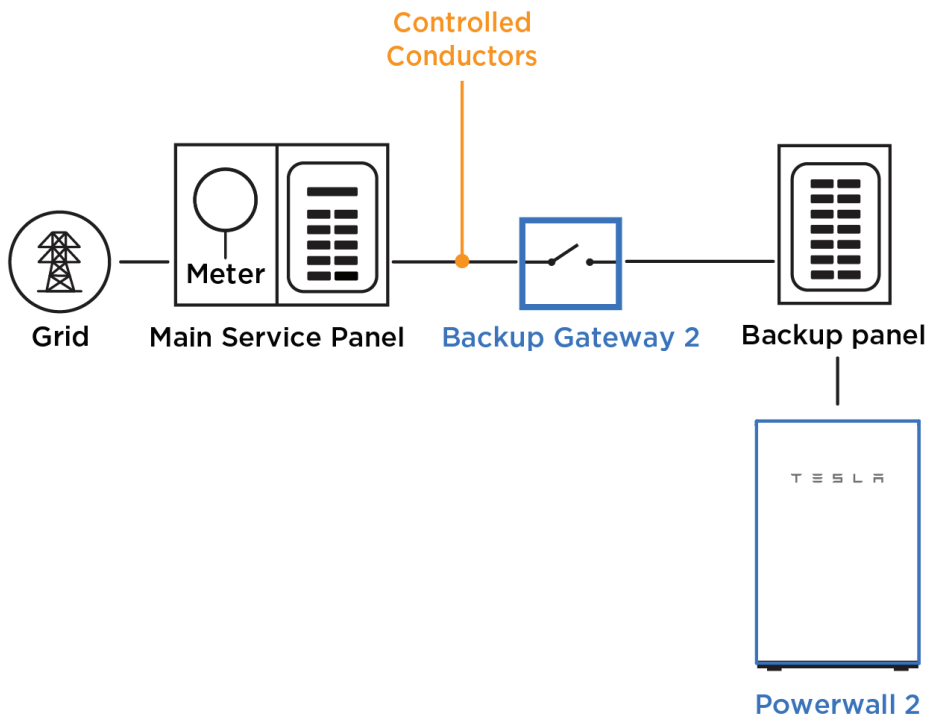 Controlled
Conductors
Meter
Grid
Main Service Panel
Backup Gateway 2
Backup panel
TESLA
Powerwall 2